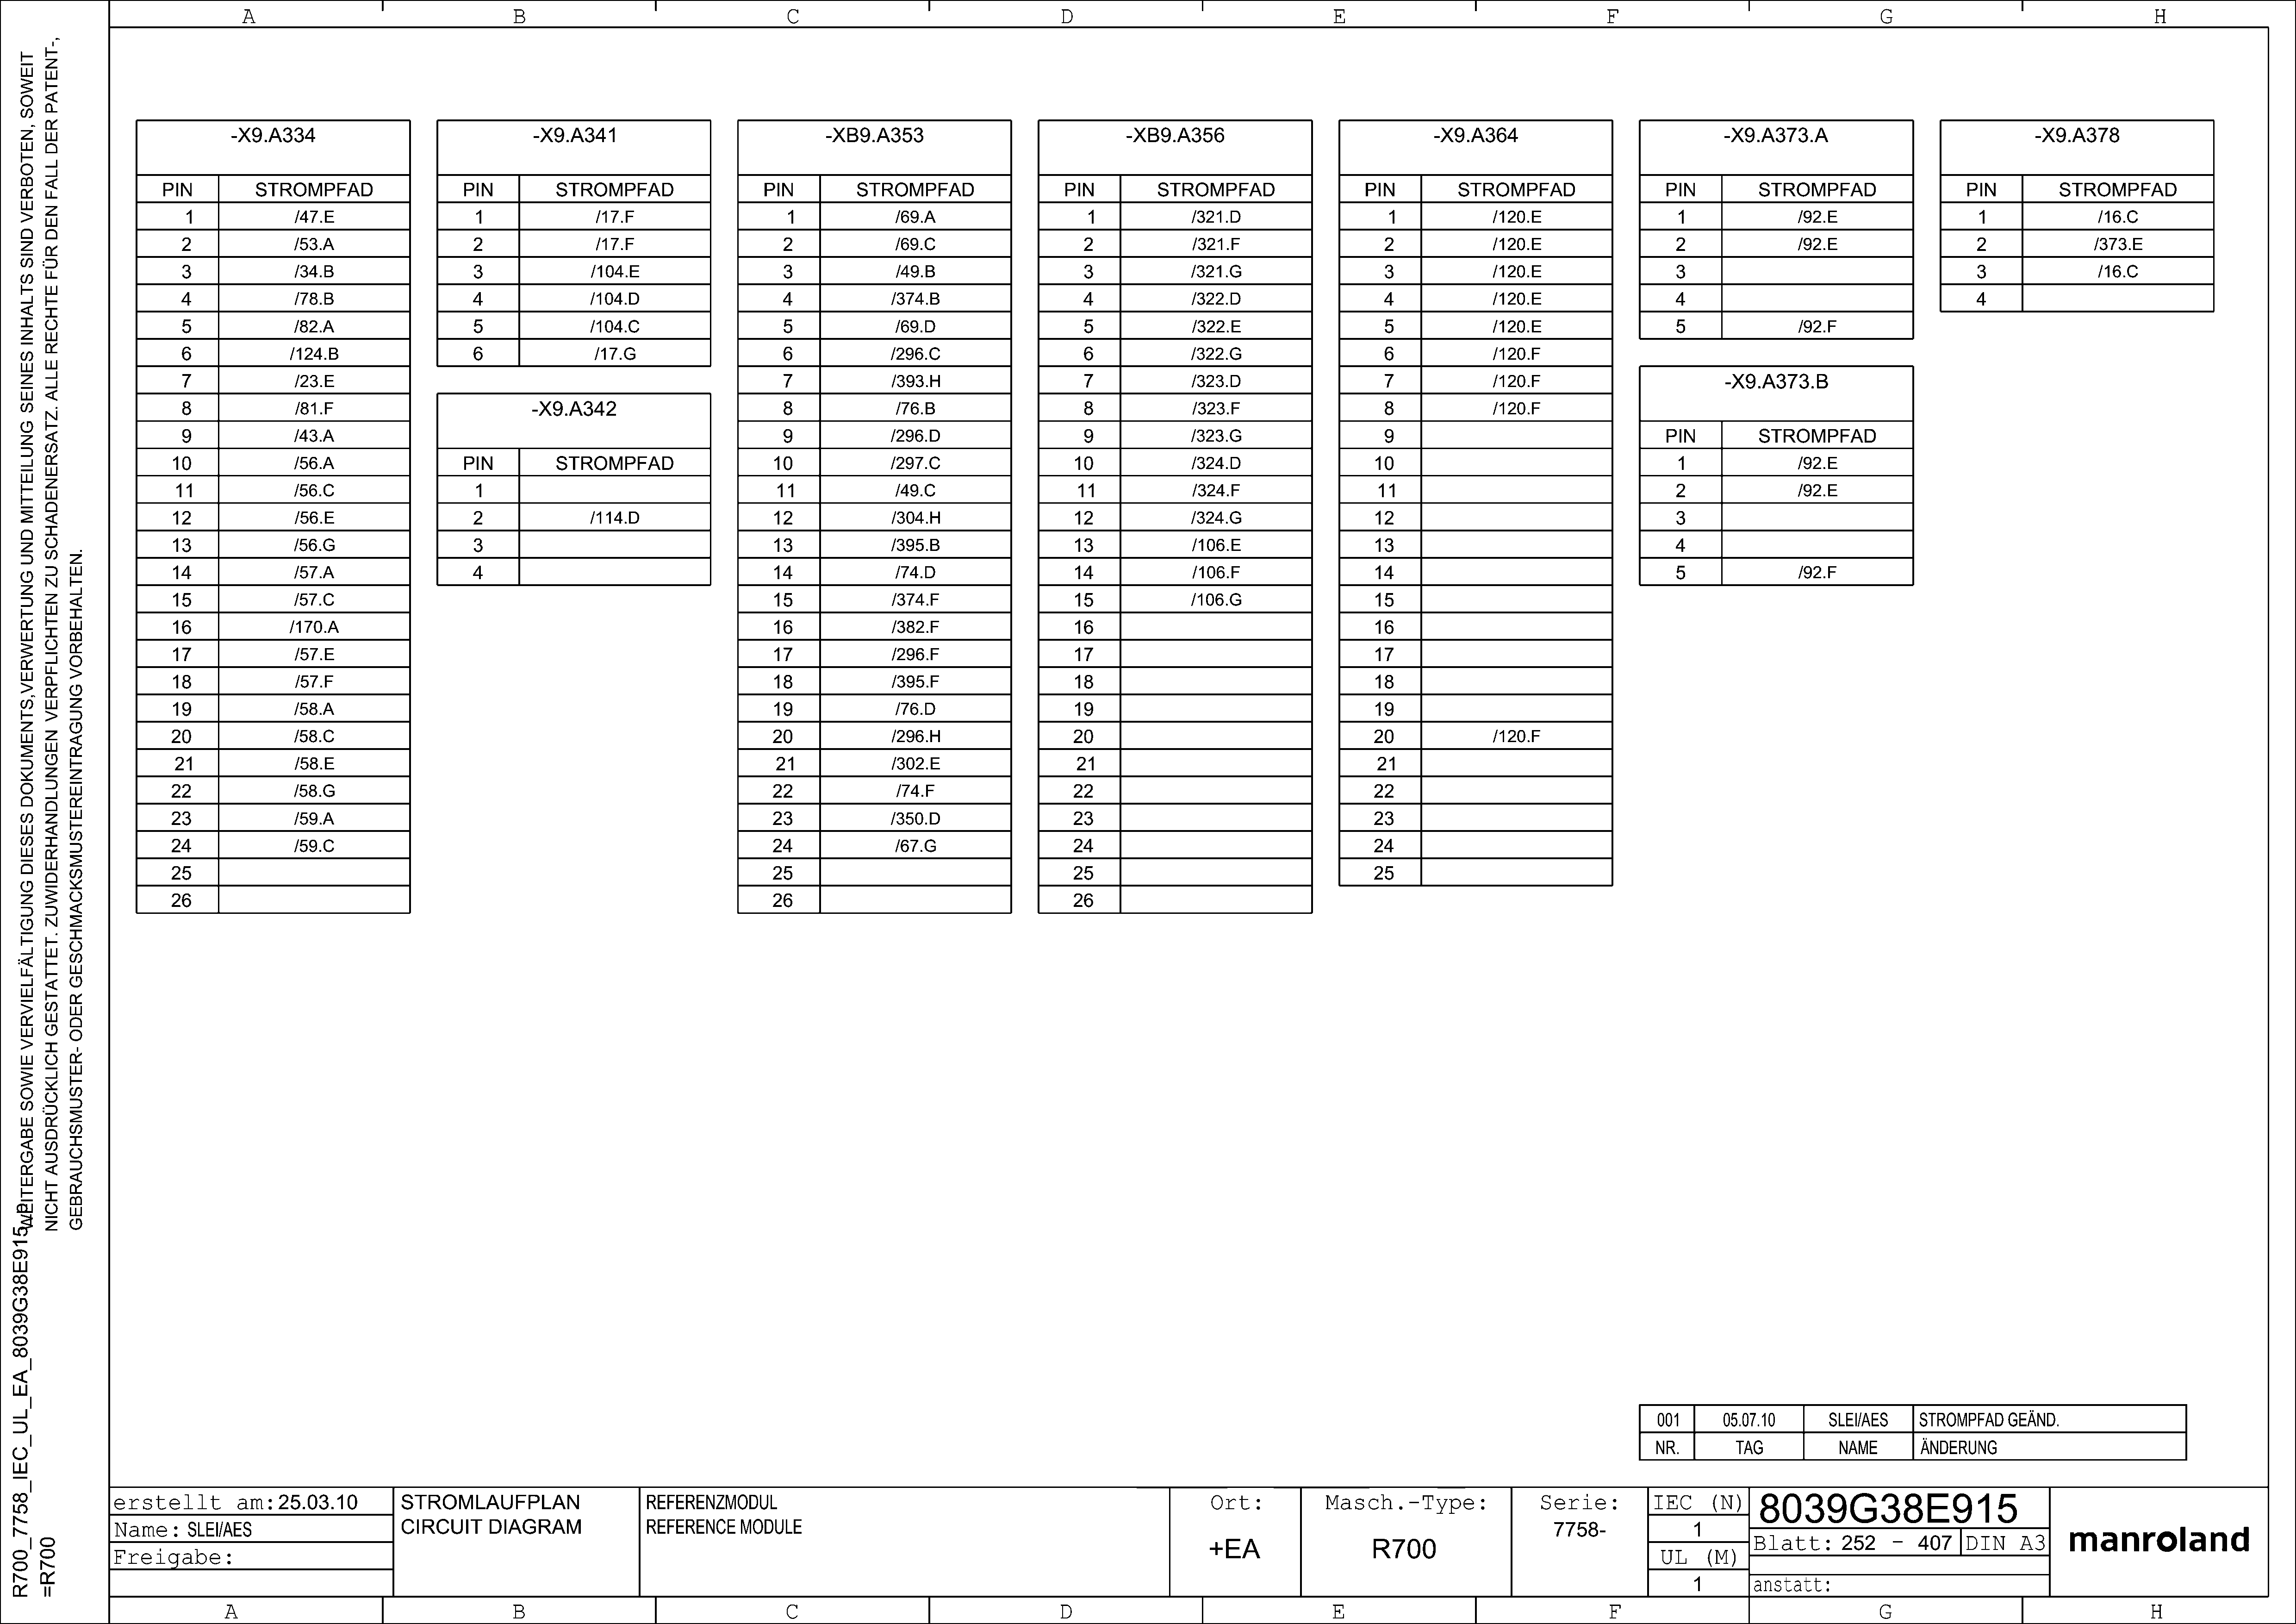 A B C D E F G H
WEITERGABE SOWIE VERVIELFÄLTIGUNG DIESES DOKUMENTS,VERWERTUNG UND MITTEILUNG SEINES INHALTS SIND VERBOTEN, SOWEIT
NICHT AUSDRÜCKLICH GESTATTET. ZUWIDERHANDLUNGEN VERPFLICHTEN ZU SCHADENERSATZ. ALLE RECHTE FÜR DEN FALL DER PATENT-,
GEBRAUCHSMUSTER- ODER GESCHMACKSMUSTEREINTRAGUNG VORBEHALTEN.
-X9.A334
PIN STROMPFAD
1 /47.E
2 /53.A
3 /34.B
4 /78.B
5 /82.A
6 /124.B
7 /23.E
8 /81.F
9 /43.A
10 /56.A
11 /56.C
12 /56.E
13 /56.G
14 /57.A
15 /57.C
16 /170.A
17 /57.E
18 /57.F
19 /58.A
20 /58.C
21 /58.E
22 /58.G
23 /59.A
24 /59.C
25
26
-X9.A341
PIN STROMPFAD
1 /17.F
2 /17.F
3 /104.E
4 /104.D
5 /104.C
6 /17.G
-X9.A342
PIN STROMPFAD
1
2 /114.D
3
4
-XB9.A353
PIN STROMPFAD
1 /69.A
2 /69.C
3 /49.B
4 /374.B
5 /69.D
6 /296.C
7 /393.H
8 /76.B
9 /296.D
10 /297.C
11 /49.C
12 /304.H
13 /395.B
14 /74.D
15 /374.F
16 /382.F
17 /296.F
18 /395.F
19 /76.D
20 /296.H
21 /302.E
22 /74.F
23 /350.D
24 /67.G
25
26
-XB9.A356
PIN STROMPFAD
1 /321.D
2 /321.F
3 /321.G
4 /322.D
5 /322.E
6 /322.G
7 /323.D
8 /323.F
9 /323.G
10 /324.D
11 /324.F
12 /324.G
13 /106.E
14 /106.F
15 /106.G
16
17
18
19
20
21
22
23
24
25
26
-X9.A364
PIN STROMPFAD
1 /120.E
2 /120.E
3 /120.E
4 /120.E
5 /120.E
6 /120.F
7 /120.F
8 /120.F
9
10
11
12
13
14
15
16
17
18
19
20 /120.F
21
22
23
24
25
-X9.A373.A
PIN STROMPFAD
1 /92.E
2 /92.E
3
4
5 /92.F
-X9.A373.B
PIN STROMPFAD
1 /92.E
2 /92.E
3
4
5 /92.F
-X9.A378
PIN STROMPFAD
1 /16.C
2 /373.E
3 /16.C
4
001 05.07.10 SLEI/AES STROMPFAD GEÄND.
NR. TAG NAME ÄNDERUNG
=R700
erstellt am: 25.03.10
Name: SLEI/AES
Freigabe:
STROMLAUFPLAN
CIRCUIT DIAGRAM
REFERENZMODUL
REFERENCE MODULE
Ort:
+EA
Masch.-Type:
R700
Serie:
7758-
IEC (N)
1
UL (M)
1
8039G38E915
Blatt: 252 - 407 DIN A3
anstatt:
manroland
A B C D E F G H